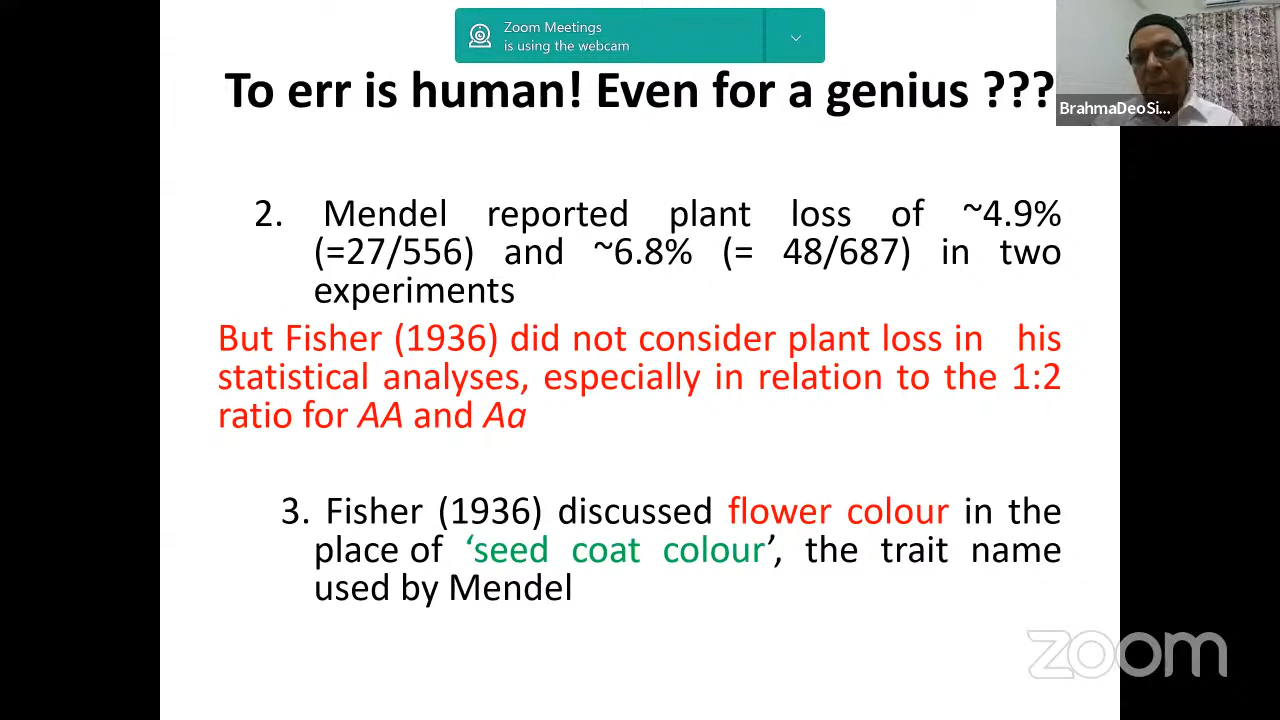 Zoom Meetings
is using the webcam
To err is human! Even for a genius ???
BrahmaDeoSi...
2. Mendel reported plant loss of ~4.9%
(=27/556) and ~6.8% (= 48/687) in two
experiments
But Fisher (1936) did not consider plant loss in his
statistical analyses, especially in relation to the 1:2
ratio for AA and Aa
3. Fisher (1936) discussed flower colour in the
place of ‘seed coat colour’, the trait name
used by Mendel
zoom